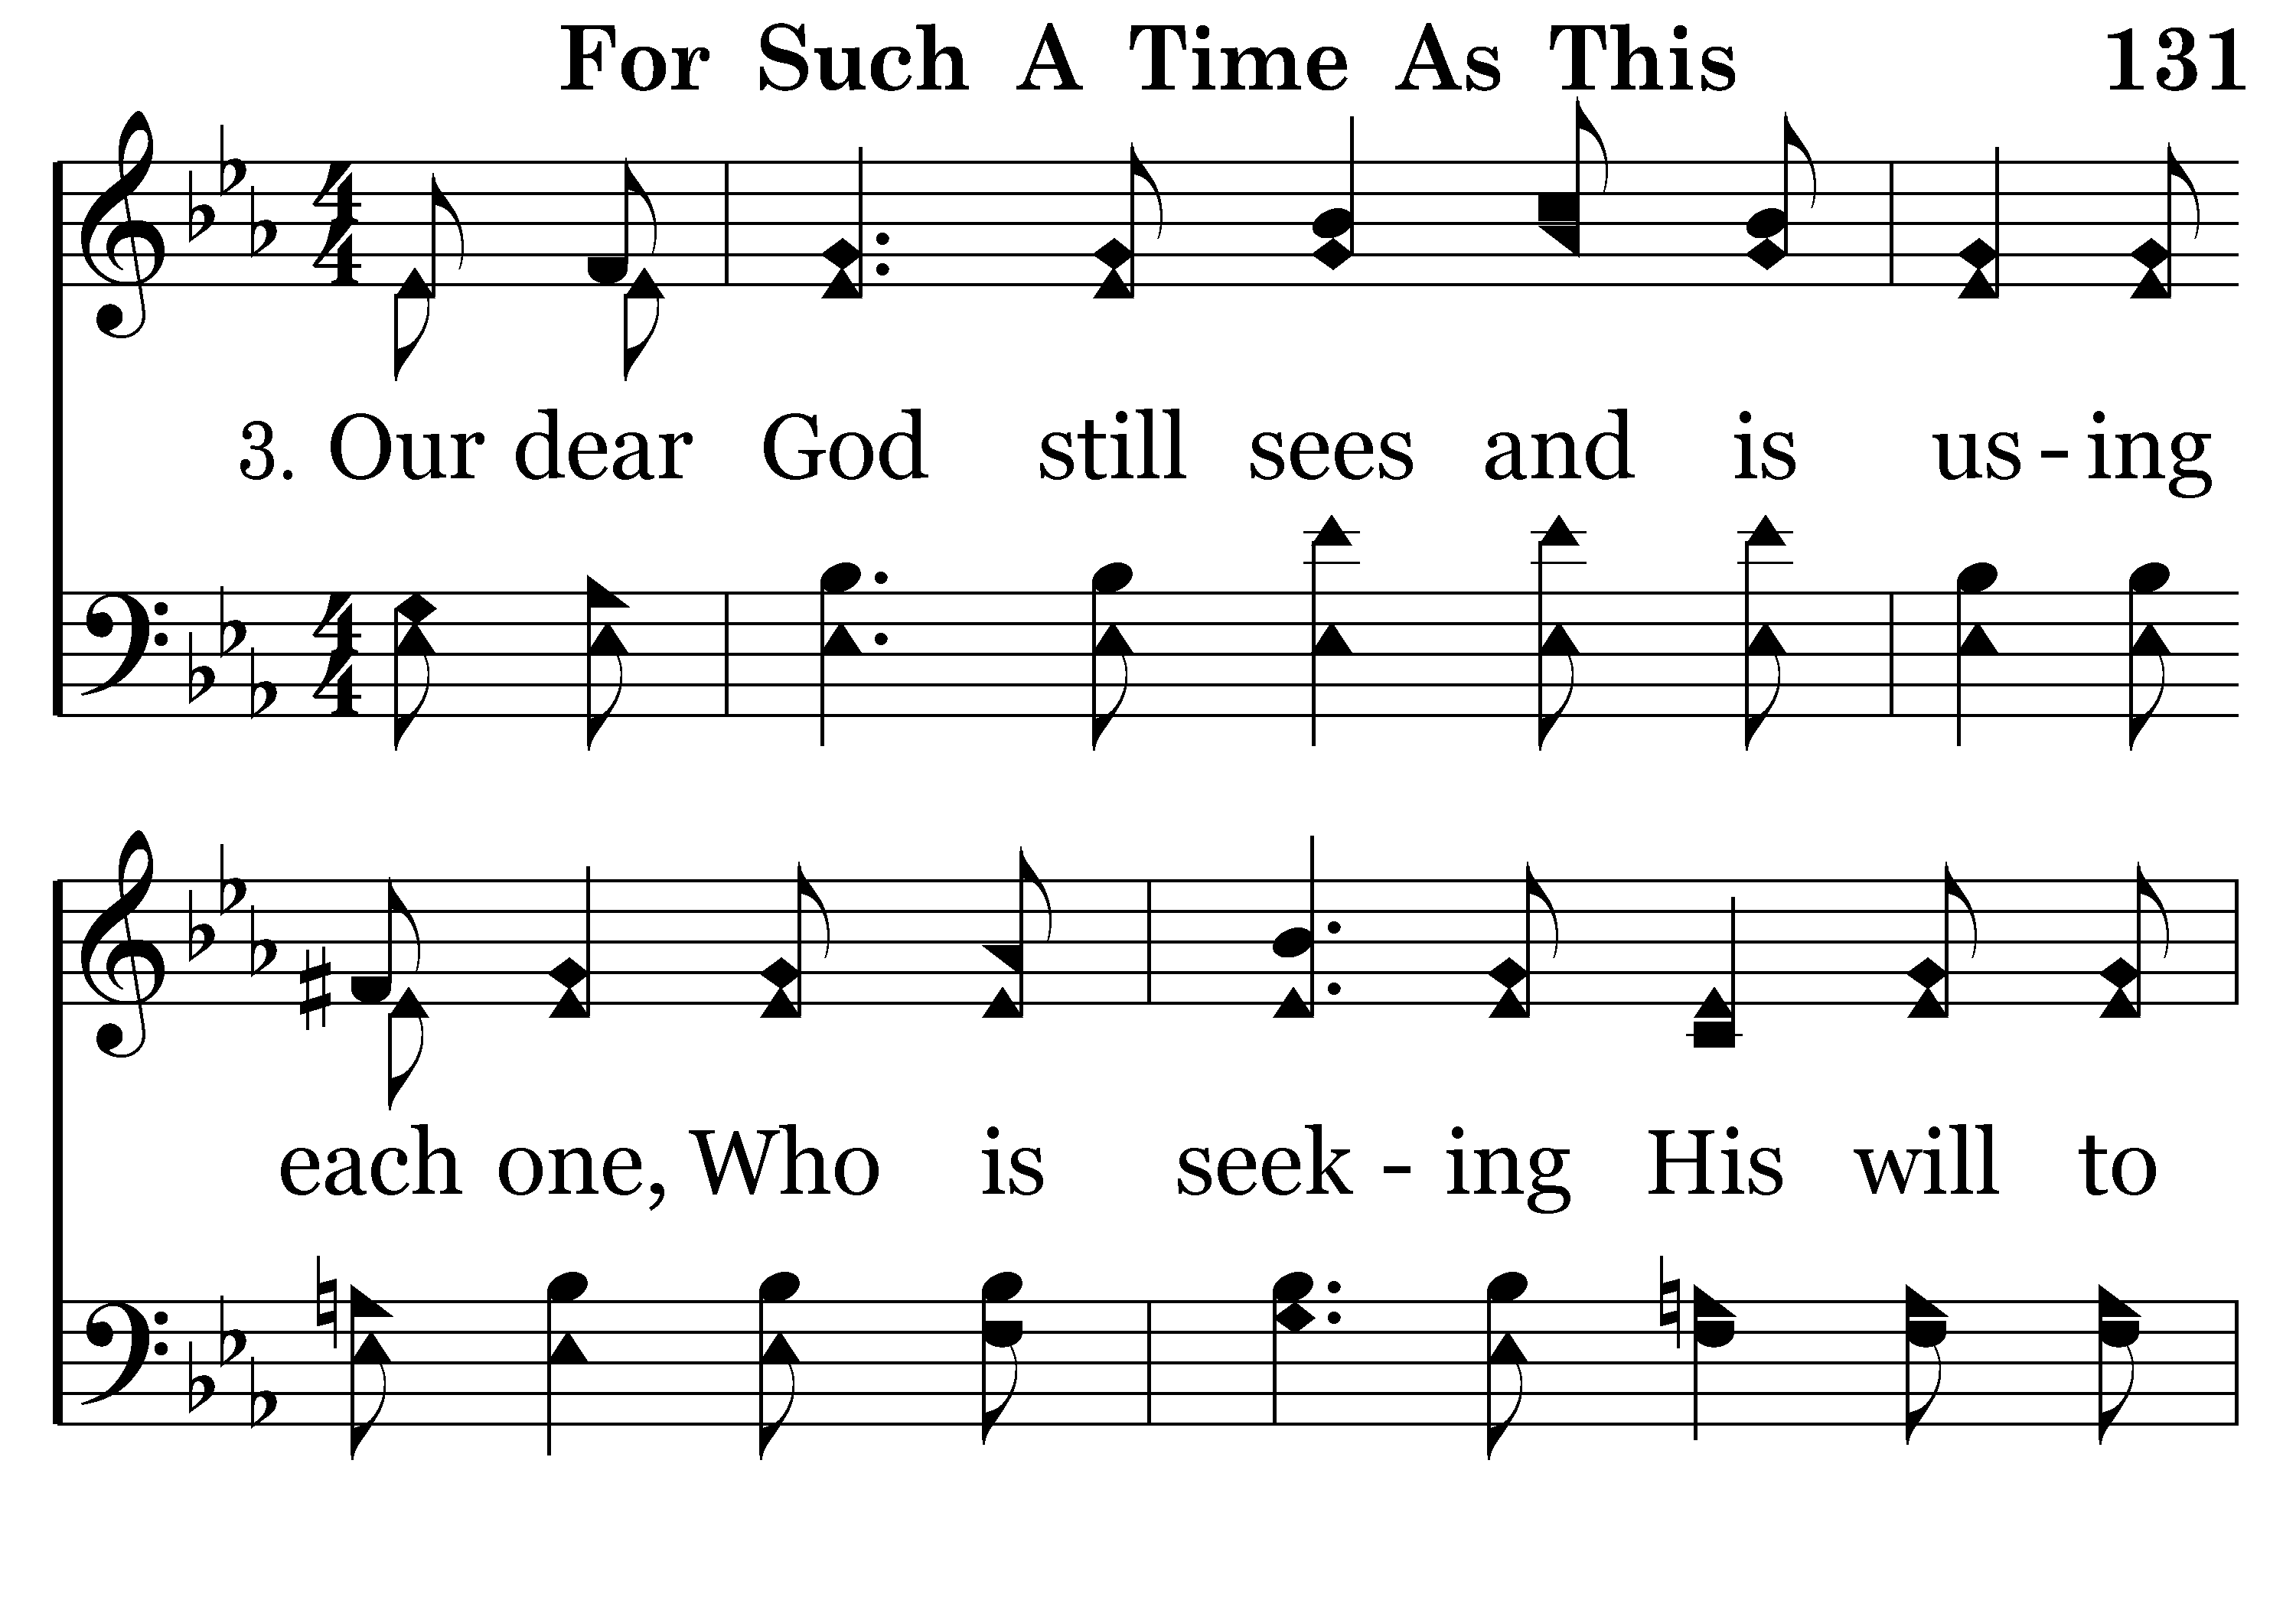 For Such A Time As This 131
3. Our dear God still sees and is us - ing
each one, Who is seek - ing His will to